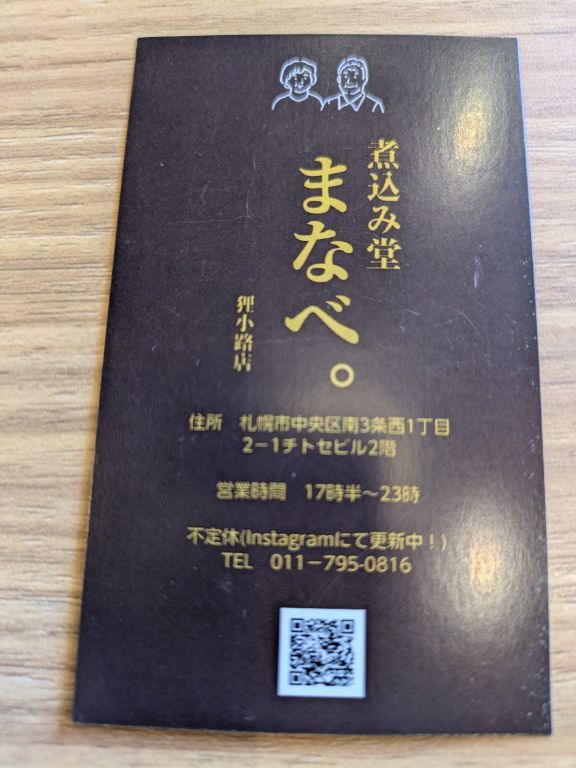 煮込み堂
まなべ。
狸小路店
住所 札幌市中央区南3条西1丁目
2−1チトセビル2階
営業時間 17時半〜23時
不定休(Instagramにて更新中！)
TEL 011−795-0816